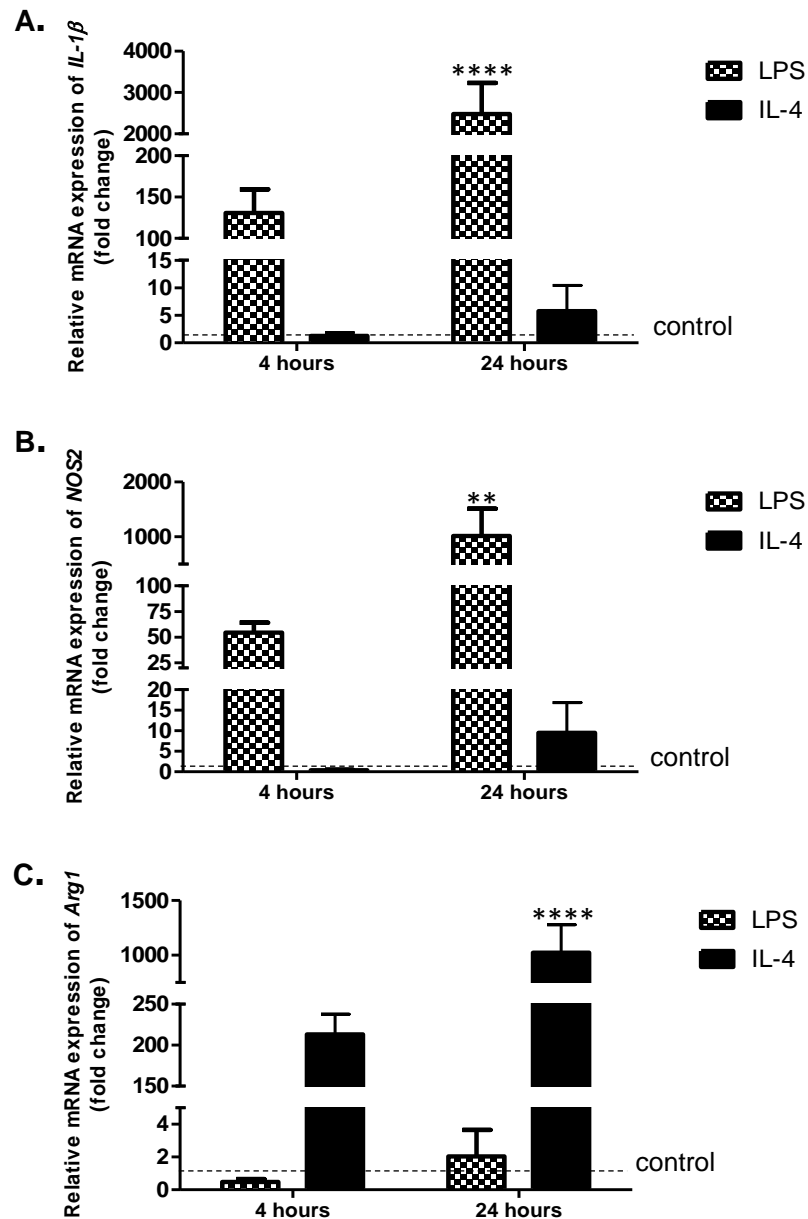 A.
Relative mRNA expression of IL-1β
(fold change)
4000
3000
2000
200
150
100
15
10
5
0
****
4 hours
24 hours
control
LPS
IL-4
B.
Relative mRNA expression of NOS2
(fold change)
2000
1000
100
75
50
25
20
15
10
5
0
**
4 hours
24 hours
control
LPS
IL-4
C.
Relative mRNA expression of Arg1
(fold change)
1500
1000
250
200
150
6
4
2
0
****
4 hours
24 hours
control
LPS
IL-4